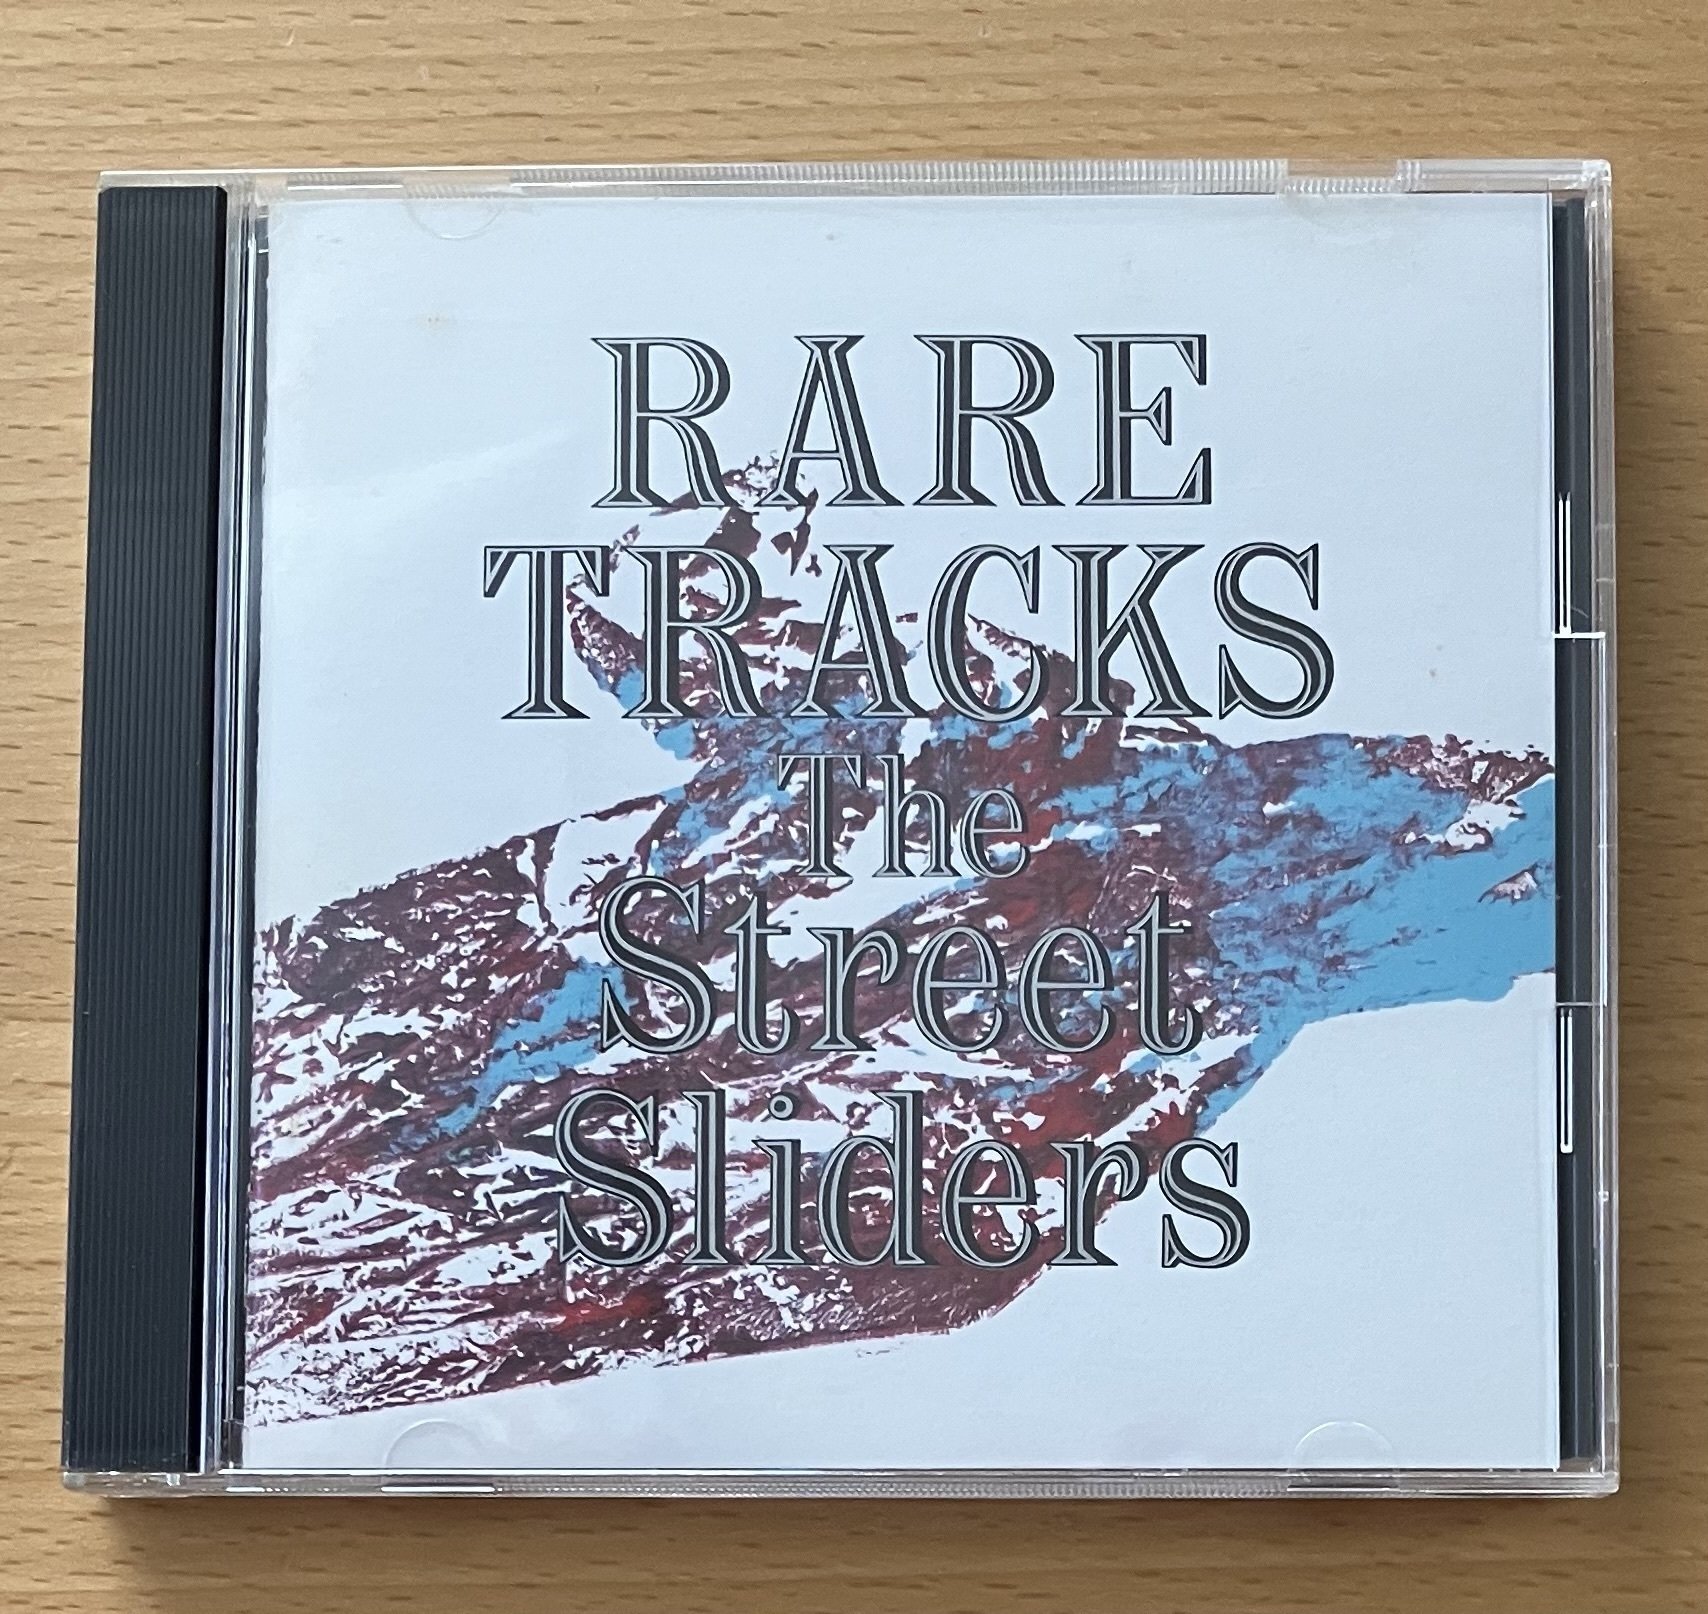 RARE
TRACKS
The
Street
Sliders